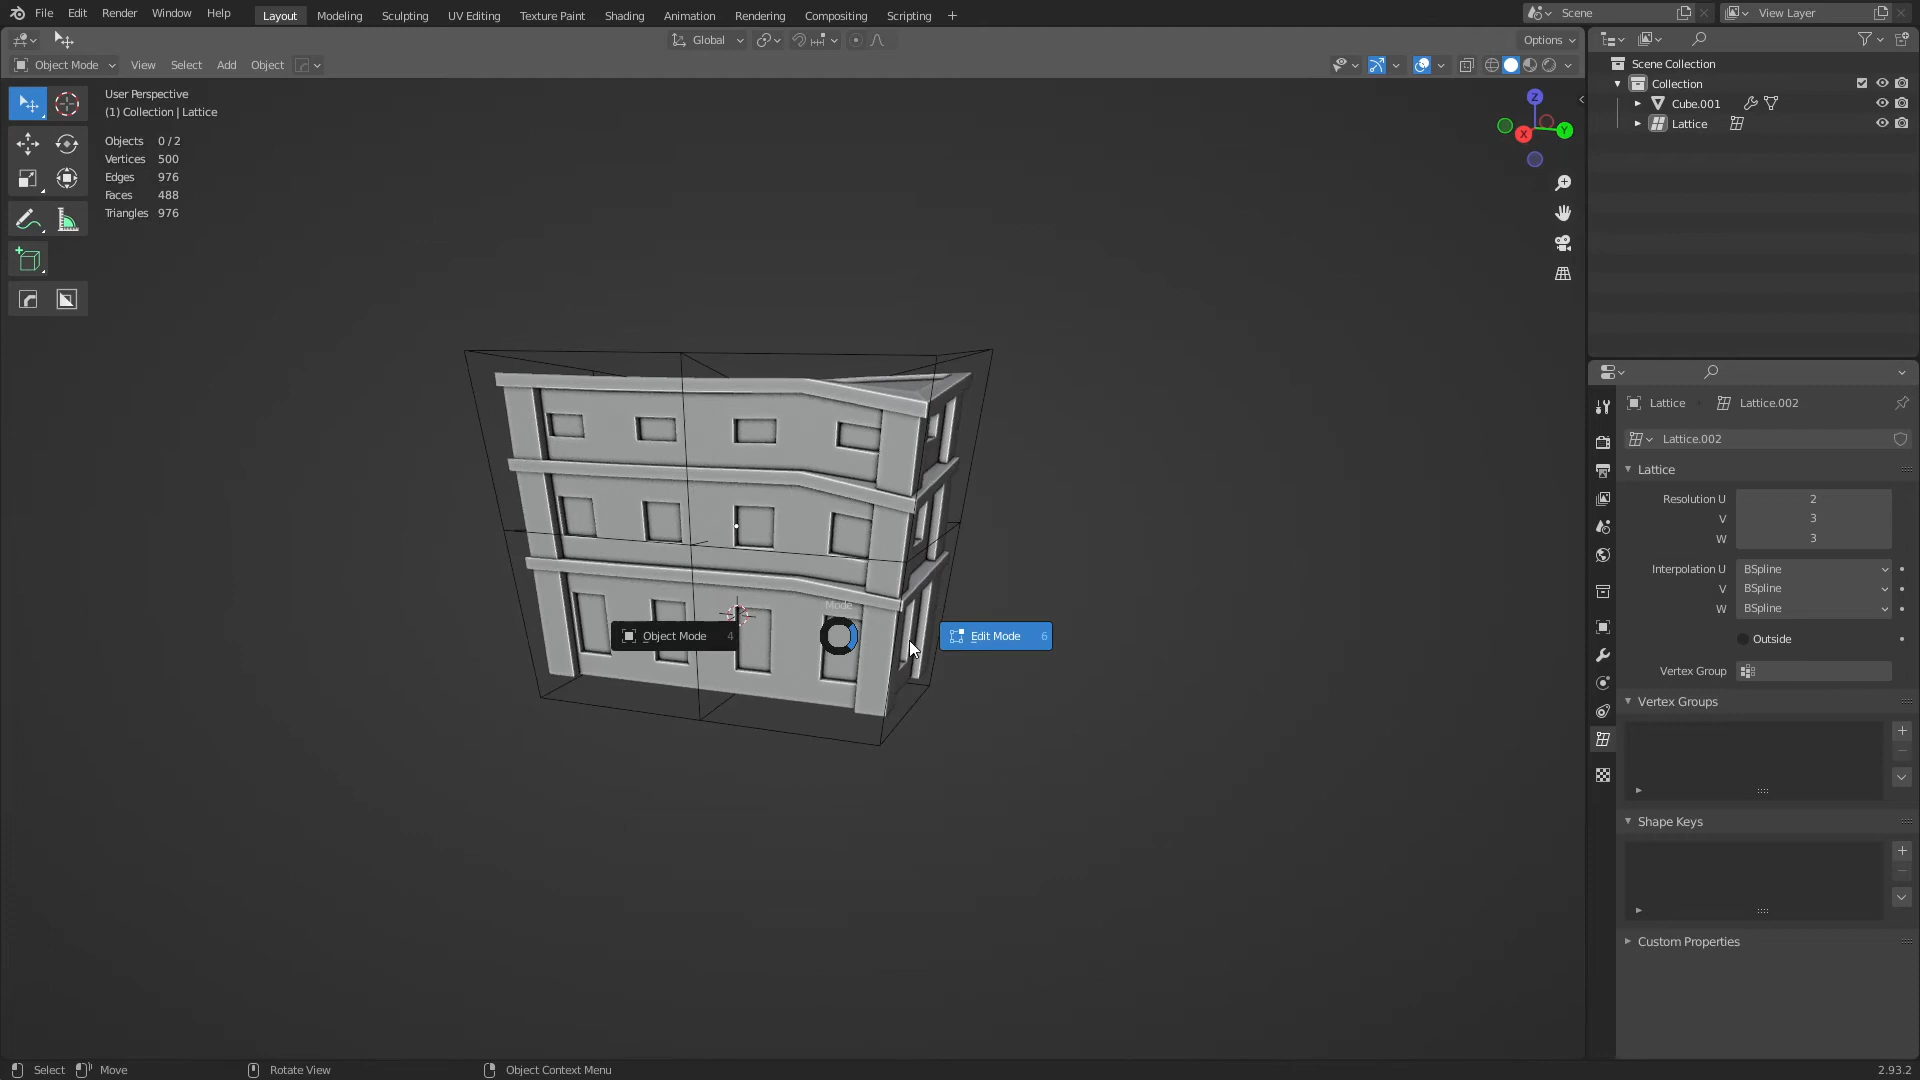 File Edit Render Window Help Layout Modeling Sculpting UV Editing Texture Paint Shading Animation Rendering Compositing Scripting + Scene View Layer
Global Options
Object Mode View Select Add Object
User Perspective
(1) Collection | Lattice
Objects 0 / 2
Vertices 500
Edges 976
Faces 488
Triangles 976
Z
X
Y
Mode
Object Mode 4
Edit Mode 6
Scene Collection
Collection
Cube.001
Lattice
Lattice Lattice.002
Lattice.002
Lattice
Resolution U 2
V 3
W 3
Interpolation U BSpline
V BSpline
W BSpline
Outside
Vertex Group
Vertex Groups
Shape Keys
Custom Properties
Select Move Rotate View Object Context Menu 2.93.2